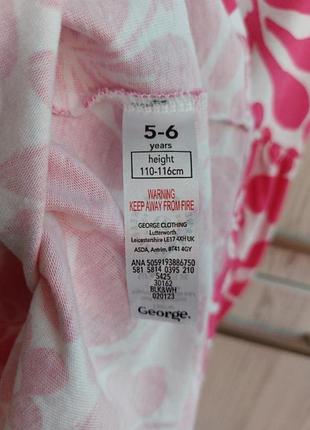 5-6
years
height
110-116cm
WARNING
KEEP AWAY FROM FIRE
GEORGE CLOTHING
Lutterworth,
Leicestershire LE17 4XH UK
ASDA, Antrim, BT41 4GY
ANA 5059193886750
581 5814 0395 210
S425
30162
BLK&WH
020123
George.